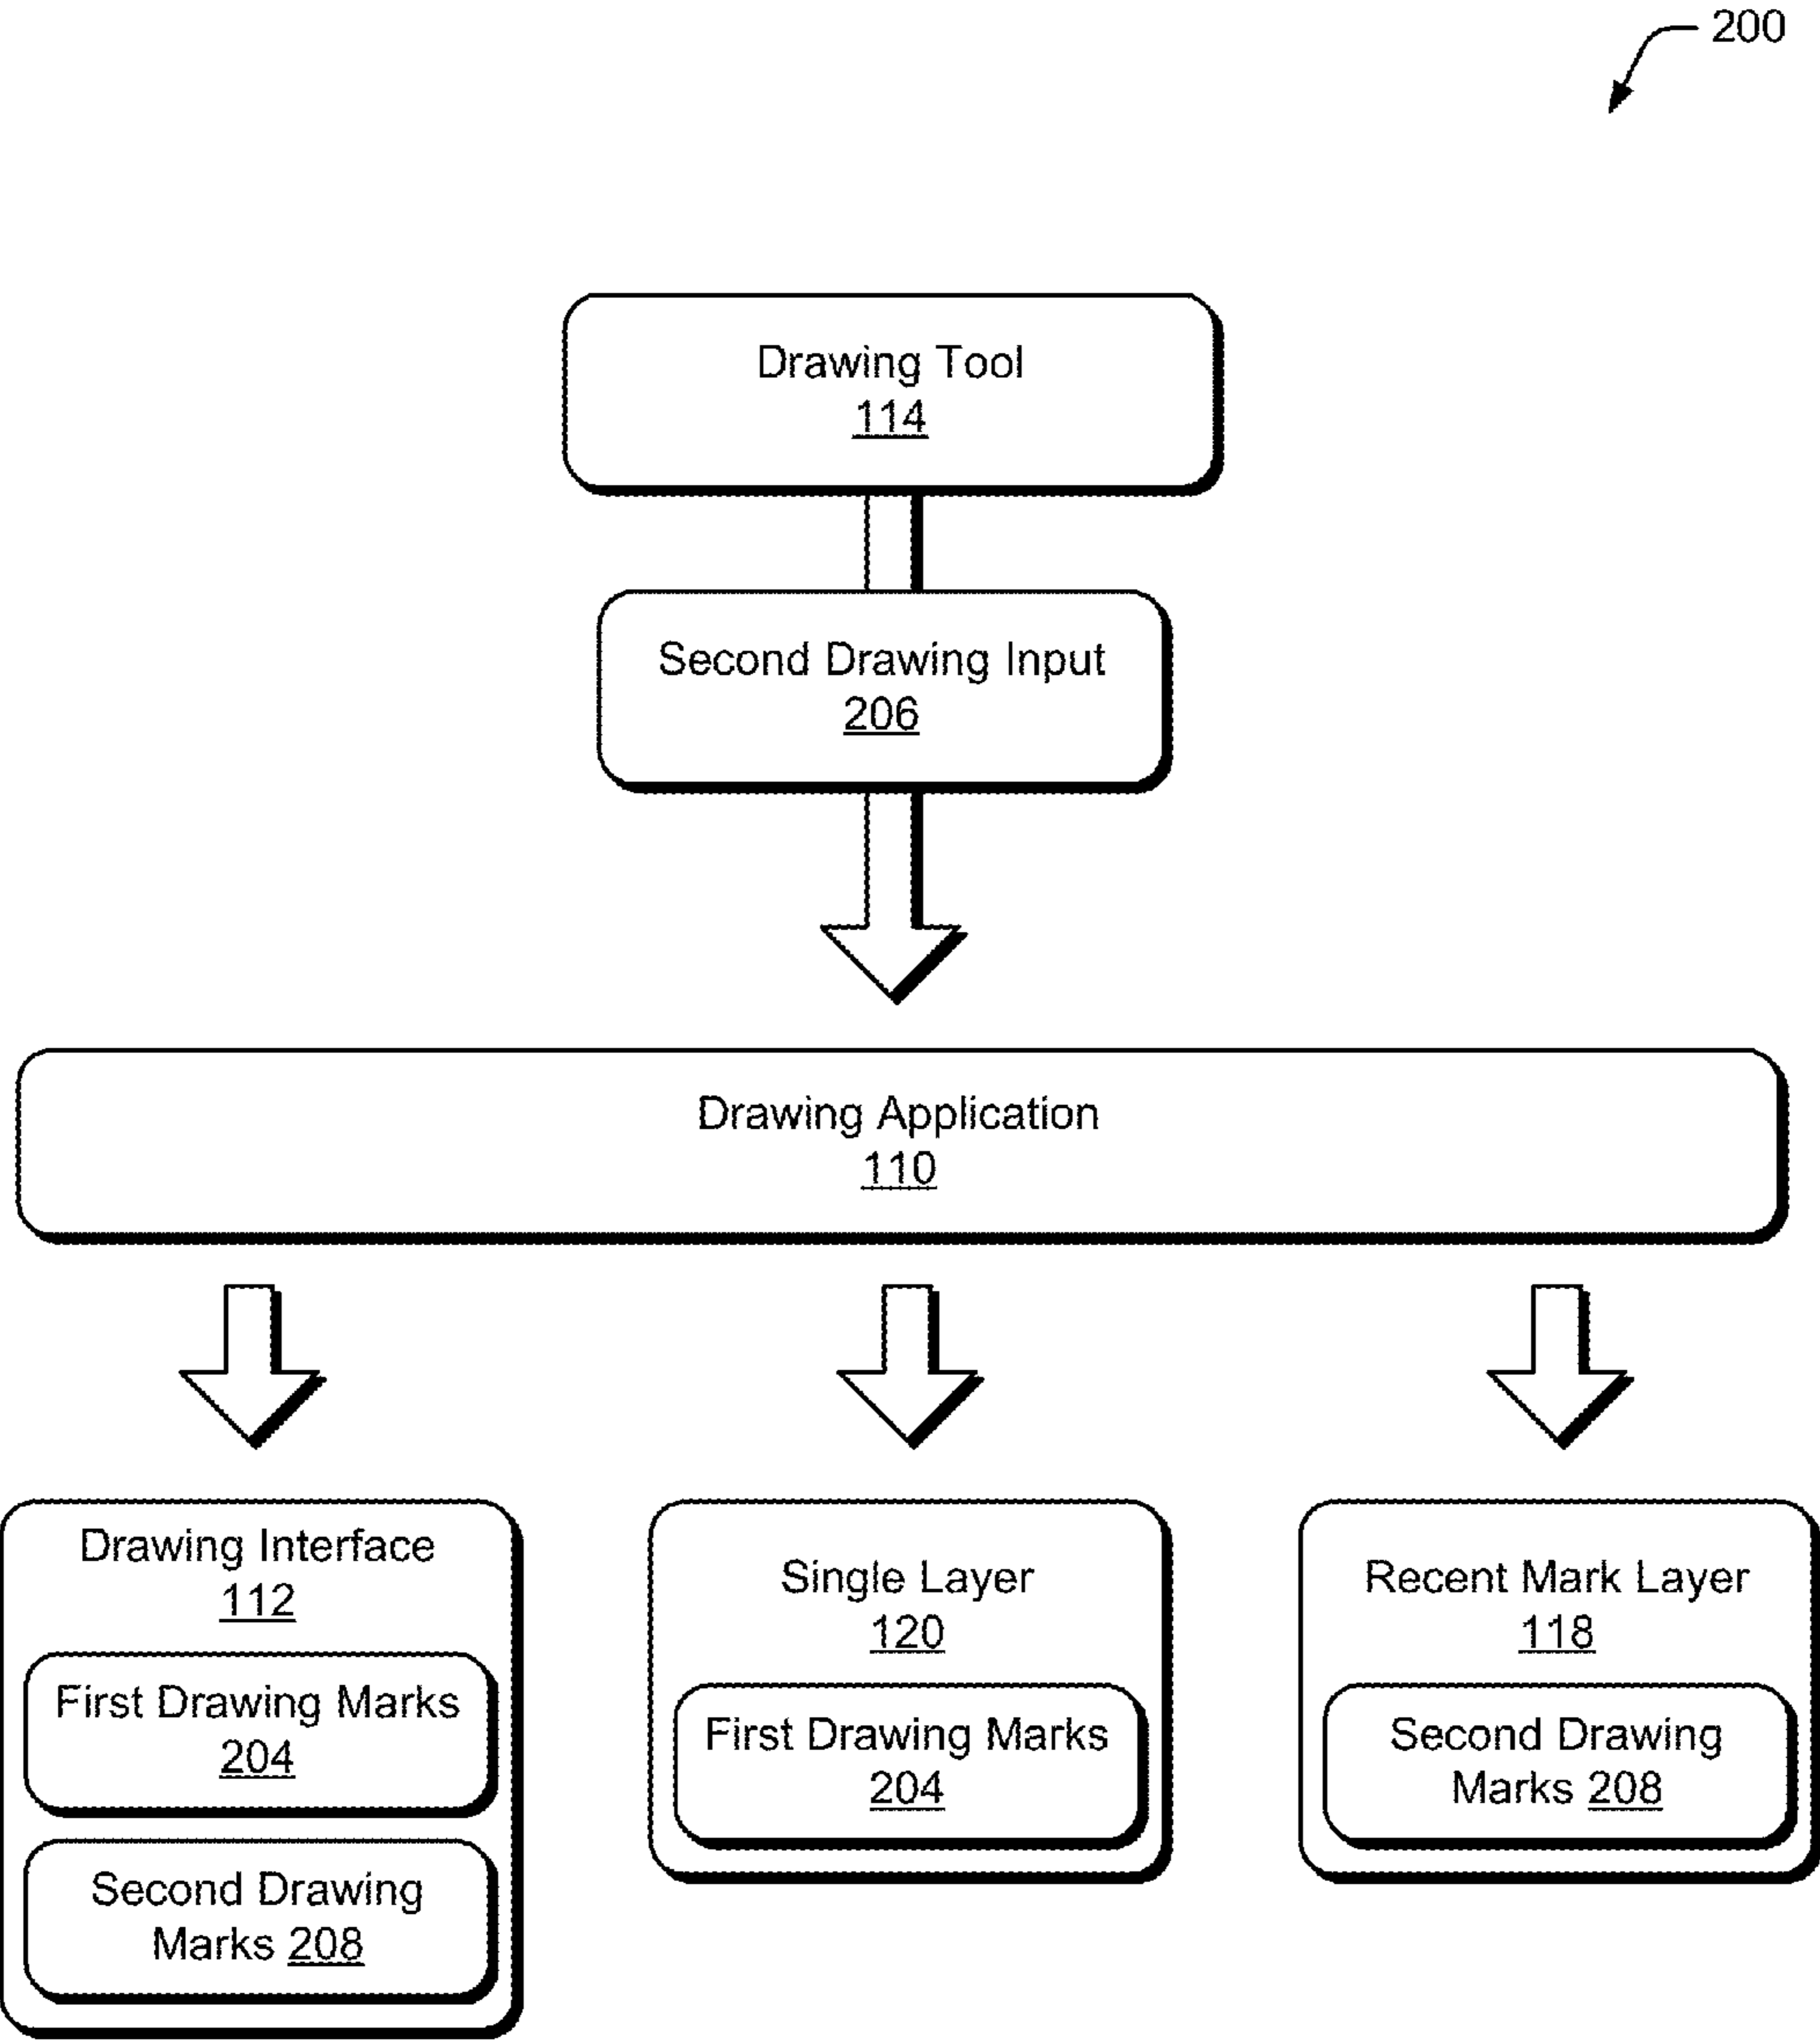 200
Drawing Tool
114
Second Drawing Input
206
Drawing Application
110
Drawing Interface
112
First Drawing Marks
204
Second Drawing
Marks 208
Single Layer
120
First Drawing Marks
204
Recent Mark Layer
118
Second Drawing
Marks 208